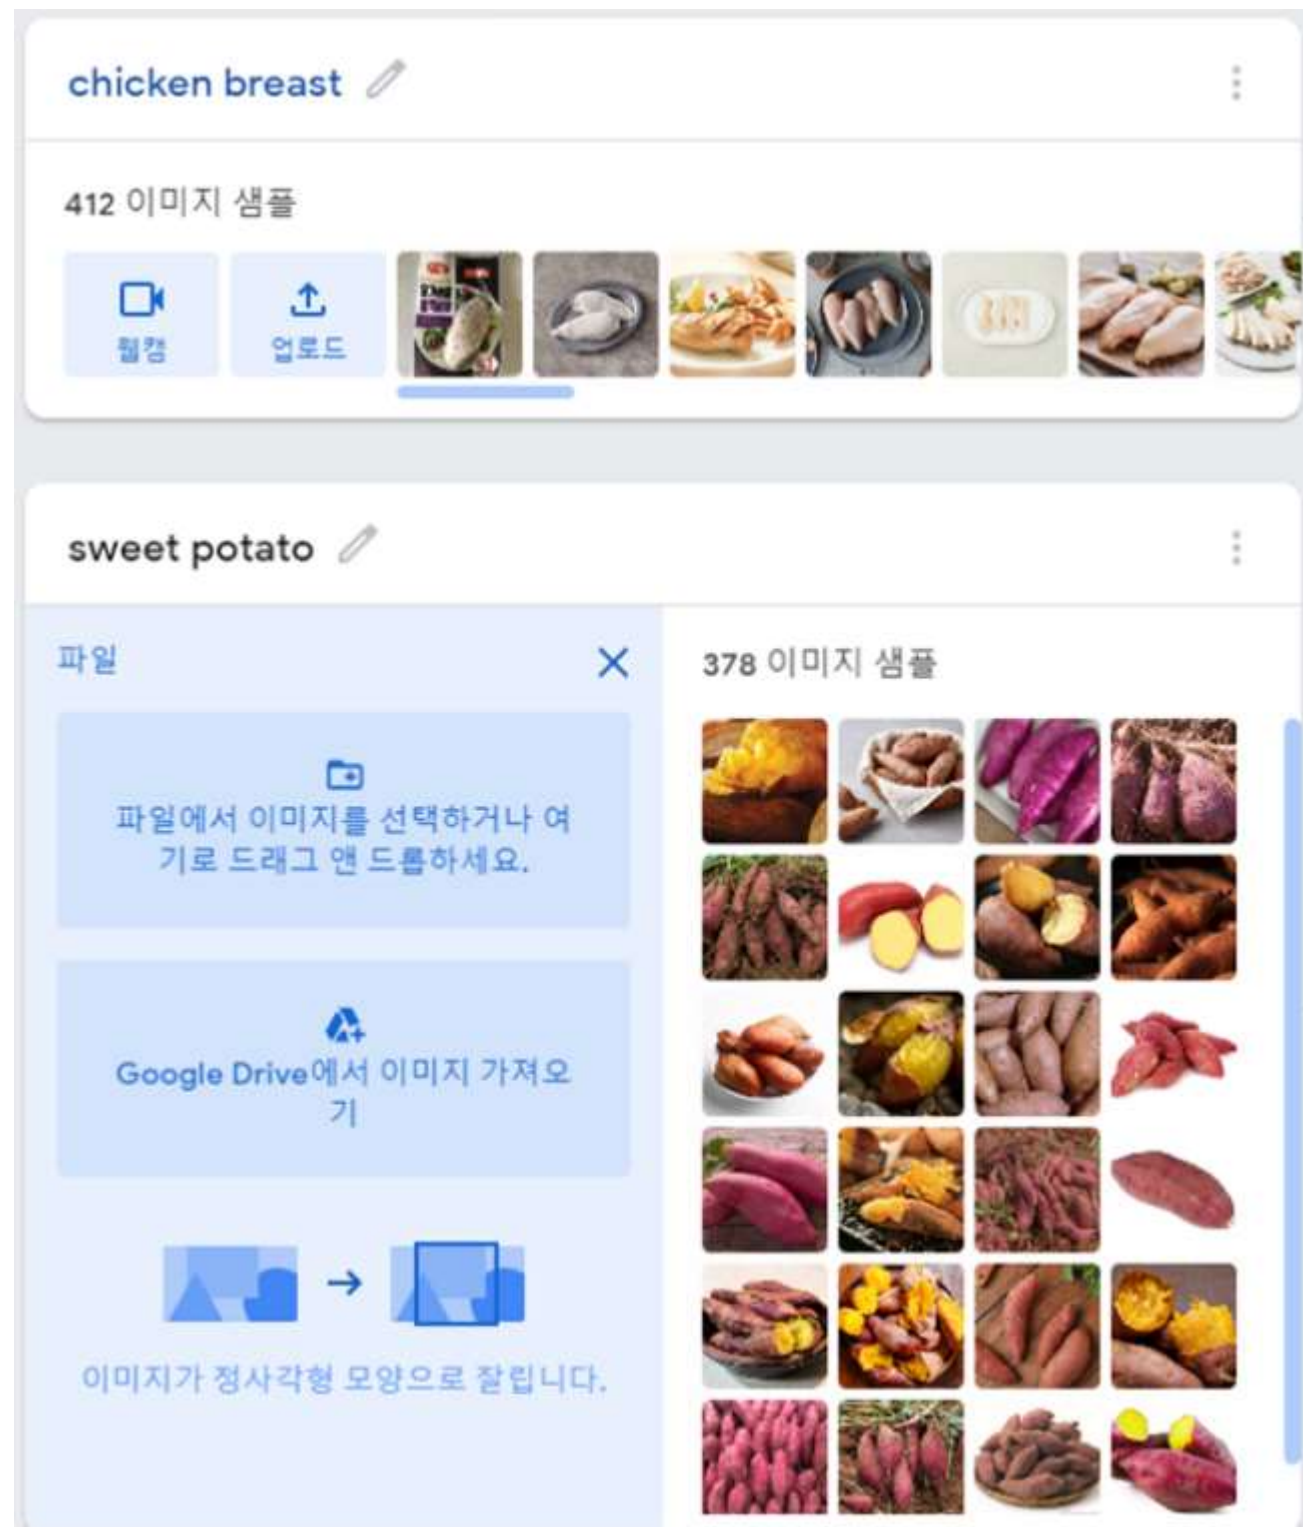 chicken breast
412 이미지 샘플
웹캠
업로드
sweet potato
파일
파일에서 이미지를 선택하거나 여
기로 드래그 앤 드롭하세요.
Google Drive에서 이미지 가져오
기
이미지가 정사각형 모양으로 잘립니다.
378 이미지 샘플